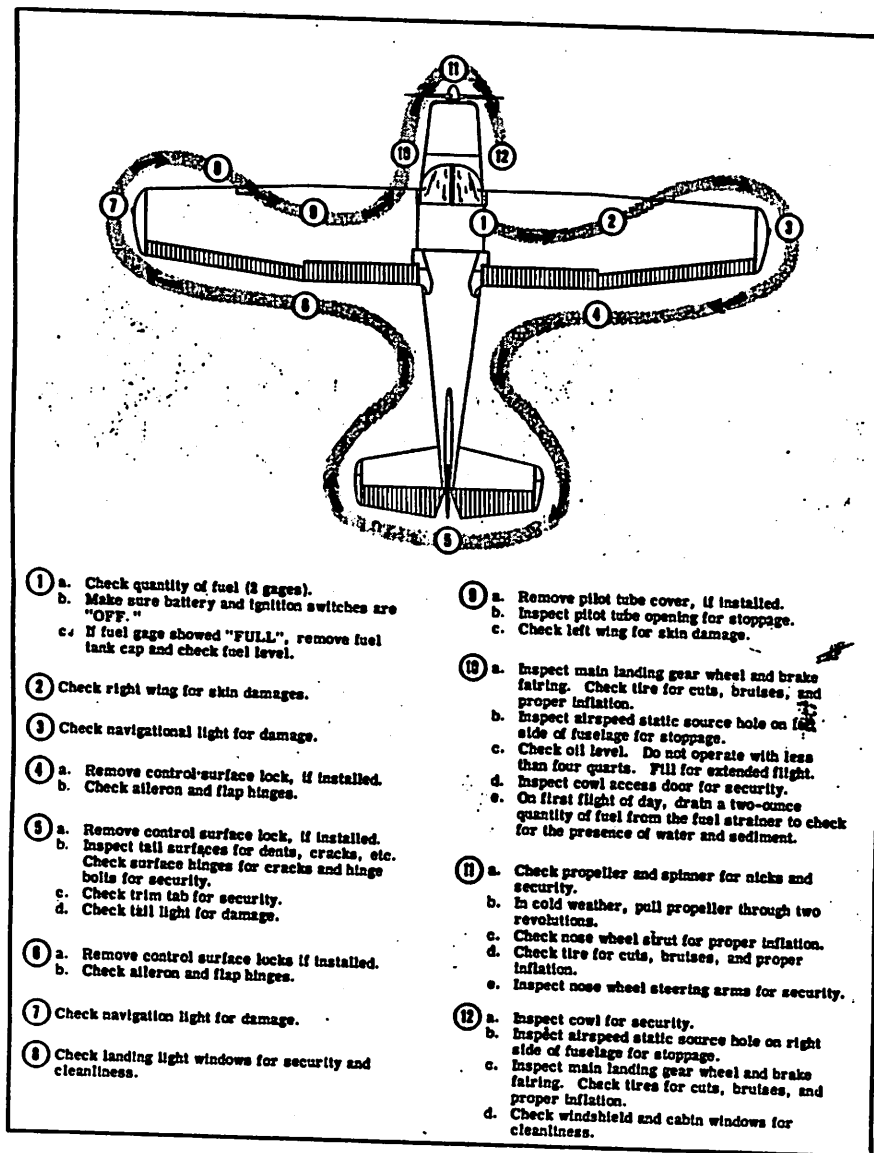 11
10
12
8
7
9
1
2
3
6
4
5
1 a. Check quantity of fuel (2 gages).
b. Make sure battery and ignition switches are
"OFF."
c. If fuel gage showed "FULL", remove fuel
tank cap and check fuel level.
2 Check right wing for skin damages.
3 Check navigational light for damage.
4 a. Remove control surface lock, if installed.
b. Check aileron and flap hinges.
5 a. Remove control surface lock, if installed.
b. Inspect tail surfaces for dents, cracks, etc.
Check surface hinges for cracks and hinge
bolts for security.
c. Check trim tab for security.
d. Check tail light for damage.
6 a. Remove control surface locks if installed.
b. Check aileron and flap hinges.
7 Check navigation light for damage.
8 Check landing light windows for security and
cleanliness.
9 a. Remove pitot tube cover, if installed.
b. Inspect pitot tube opening for stoppage.
c. Check left wing for skin damage.
10 a. Inspect main landing gear wheel and brake
fairing. Check tire for cuts, bruises, and
proper inflation.
b. Inspect airspeed static source hole on left
side of fuselage for stoppage.
c. Check oil level. Do not operate with less
than four quarts. Fill for extended flight.
d. Inspect cowl access door for security.
e. On first flight of day, drain a two-ounce
quantity of fuel from the fuel strainer to check
for the presence of water and sediment.
11 a. Check propeller and spinner for nicks and
security.
b. In cold weather, pull propeller through two
revolutions.
c. Check nose wheel strut for proper inflation.
d. Check tire for cuts, bruises, and proper
inflation.
e. Inspect nose wheel steering arms for security.
12 a. Inspect cowl for security.
b. Inspect airspeed static source hole on right
side of fuselage for stoppage.
c. Inspect main landing gear wheel and brake
fairing. Check tires for cuts, bruises, and
proper inflation.
d. Check windshield and cabin windows for
cleanliness.